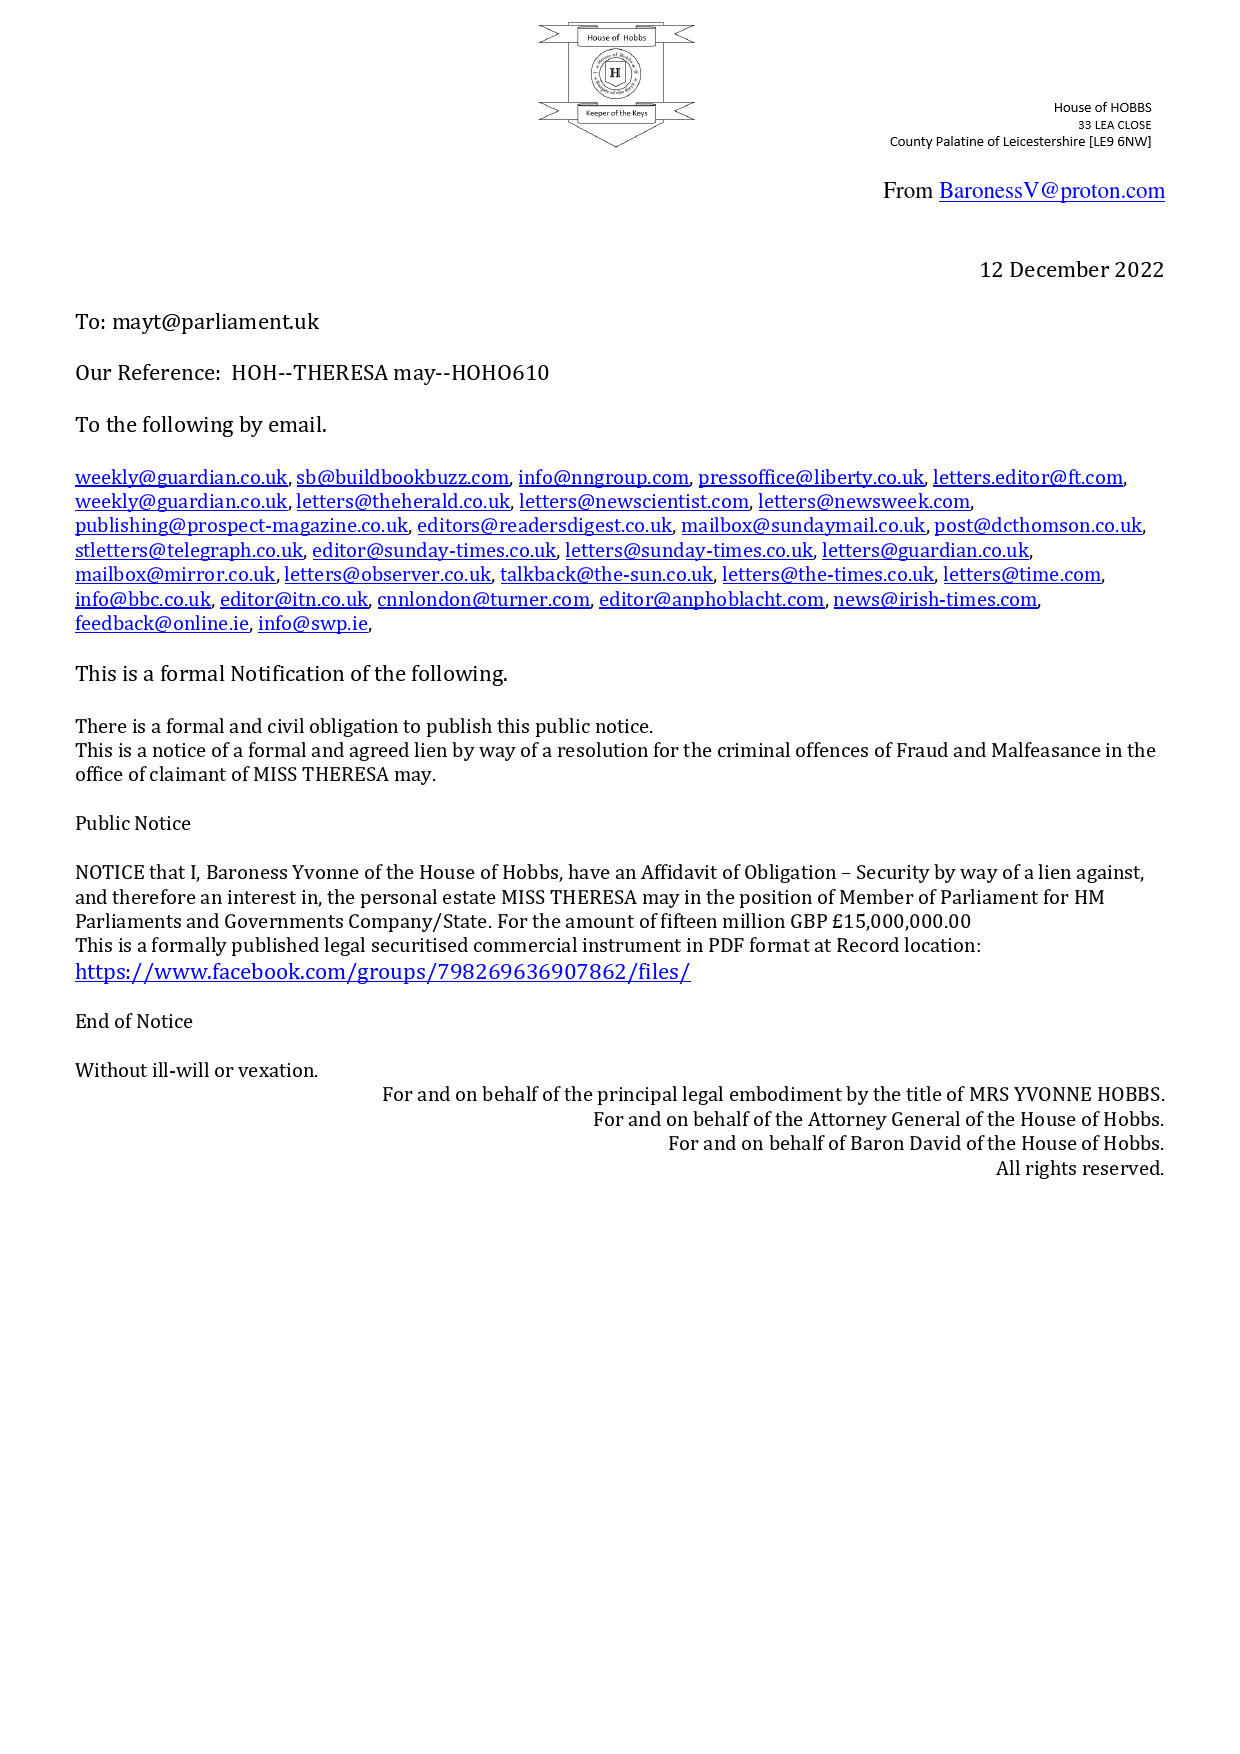 House of Hobbs
House of Hobbs
H
Keeper of the Keys
Keeper of the Keys
House of HOBBS
33 LEA CLOSE
County Palatine of Leicestershire [LE9 6NW]
From BaronessV@proton.com
12 December 2022
To: mayt@parliament.uk
Our Reference:  HOH--THERESA may--HOHO610
To the following by email.
weekly@guardian.co.uk, sb@buildbookbuzz.com, info@nngroup.com, pressoffice@liberty.co.uk, letters.editor@ft.com,
weekly@guardian.co.uk, letters@theherald.co.uk, letters@newscientist.com, letters@newsweek.com,
publishing@prospect-magazine.co.uk, editors@readersdigest.co.uk, mailbox@sundaymail.co.uk, post@dcthomson.co.uk,
stletters@telegraph.co.uk, editor@sunday-times.co.uk, letters@sunday-times.co.uk, letters@guardian.co.uk,
mailbox@mirror.co.uk, letters@observer.co.uk, talkback@the-sun.co.uk, letters@the-times.co.uk, letters@time.com,
info@bbc.co.uk, editor@itn.co.uk, cnnlondon@turner.com, editor@anphoblacht.com, news@irish-times.com,
feedback@online.ie, info@swp.ie,
This is a formal Notification of the following.
There is a formal and civil obligation to publish this public notice.
This is a notice of a formal and agreed lien by way of a resolution for the criminal offences of Fraud and Malfeasance in the
office of claimant of MISS THERESA may.
Public Notice
NOTICE that I, Baroness Yvonne of the House of Hobbs, have an Affidavit of Obligation – Security by way of a lien against,
and therefore an interest in, the personal estate MISS THERESA may in the position of Member of Parliament for HM
Parliaments and Governments Company/State. For the amount of fifteen million GBP £15,000,000.00
This is a formally published legal securitised commercial instrument in PDF format at Record location:
https://www.facebook.com/groups/798269636907862/files/
End of Notice
Without ill-will or vexation.
For and on behalf of the principal legal embodiment by the title of MRS YVONNE HOBBS.
For and on behalf of the Attorney General of the House of Hobbs.
For and on behalf of Baron David of the House of Hobbs.
All rights reserved.